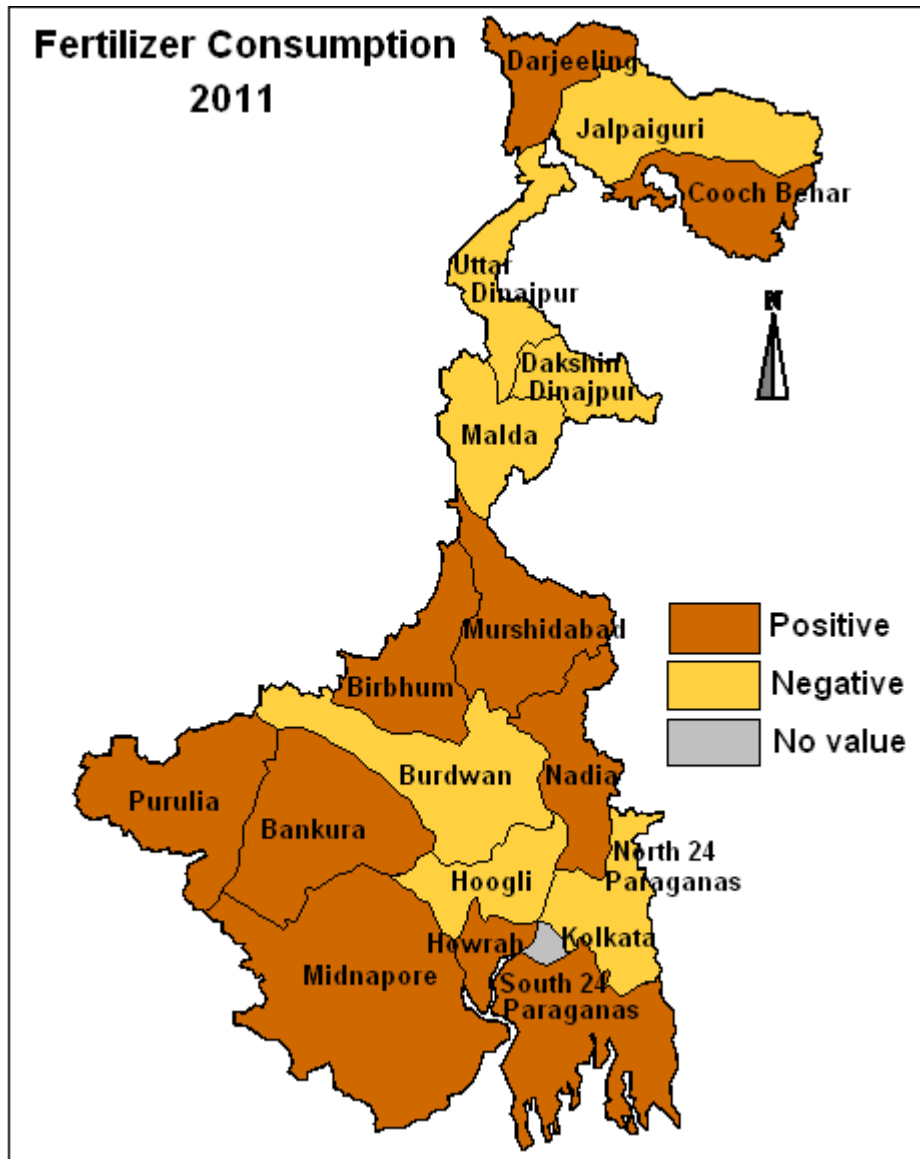 Fertilizer Consumption
2011
Darjeeling
Jalpaiguri
Cooch Behar
Uttar
Dinajpur
N
Dakshin
Dinajpur
Malda
Murshidabad
Birbhum
Positive
Negative
No value
Burdwan
Nadia
Purulia
Bankura
North 24
Paraganas
Hoogli
Kolkata
Howrah
Midnapore
South 24
Paraganas